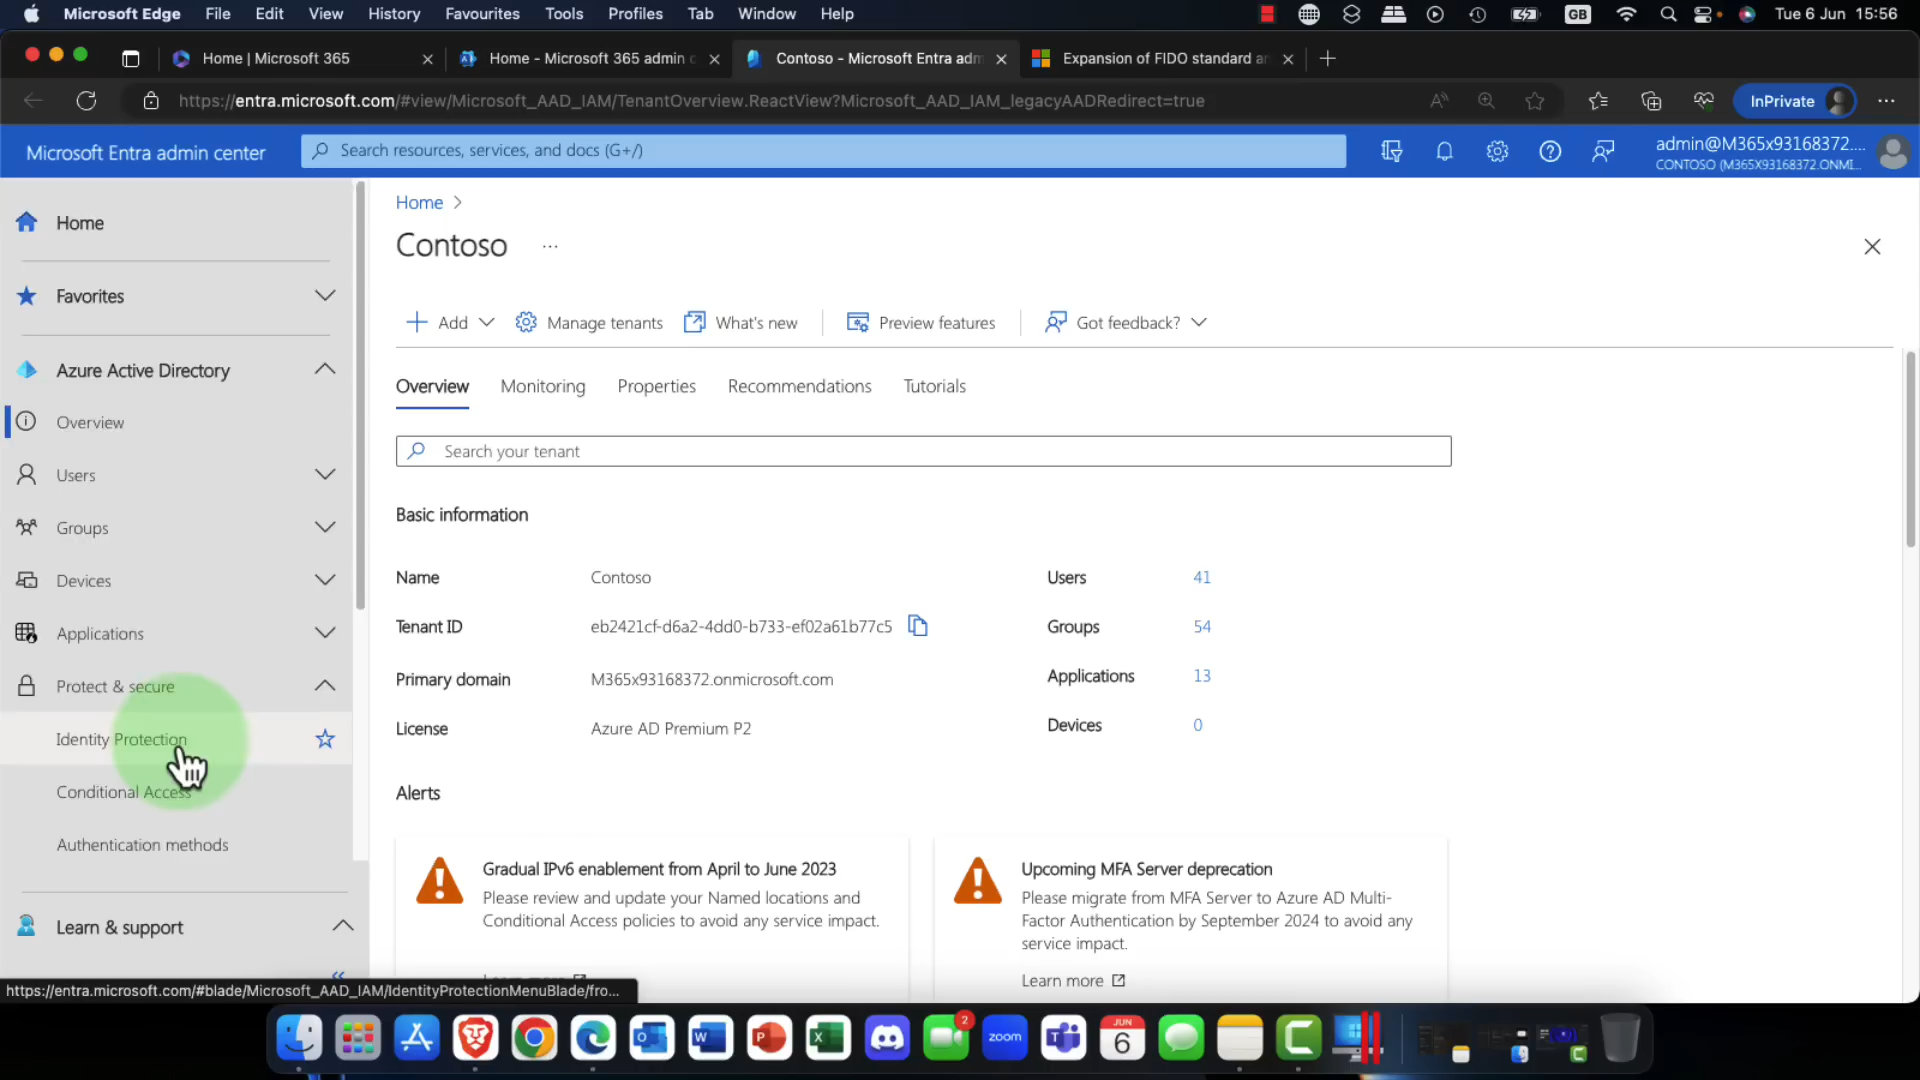 Microsoft Edge File Edit View History Favourites Tools Profiles Tab Window Help GB Tue 6 Jun 15:56
Home | Microsoft 365
Home - Microsoft 365 admin c
Contoso - Microsoft Entra adm
Expansion of FIDO standard an
https://entra.microsoft.com/#view/Microsoft_AAD_IAM/TenantOverview.ReactView?Microsoft_AAD_IAM_legacyAADRedirect=true
InPrivate
Microsoft Entra admin center
Search resources, services, and docs (G+/)
admin@M365x93168372....
CONTOSO (M365X93168372.ONMI...
Home
Favorites
Azure Active Directory
Overview
Users
Groups
Devices
Applications
Protect & secure
Identity Protection
Conditional Access
Authentication methods
Learn & support
https://entra.microsoft.com/#blade/Microsoft_AAD_IAM/IdentityProtectionMenuBlade/fro...
Home
Contoso ...
Add Manage tenants What's new Preview features Got feedback?
Overview Monitoring Properties Recommendations Tutorials
Search your tenant
Basic information
Name Contoso Users 41
Tenant ID eb2421cf-d6a2-4dd0-b733-ef02a61b77c5 Groups 54
Primary domain M365x93168372.onmicrosoft.com Applications 13
License Azure AD Premium P2 Devices 0
Alerts
Gradual IPv6 enablement from April to June 2023
Please review and update your Named locations and
Conditional Access policies to avoid any service impact.
Upcoming MFA Server deprecation
Please migrate from MFA Server to Azure AD Multi-
Factor Authentication by September 2024 to avoid any
service impact.
Learn more
2
zoom
JUN
6